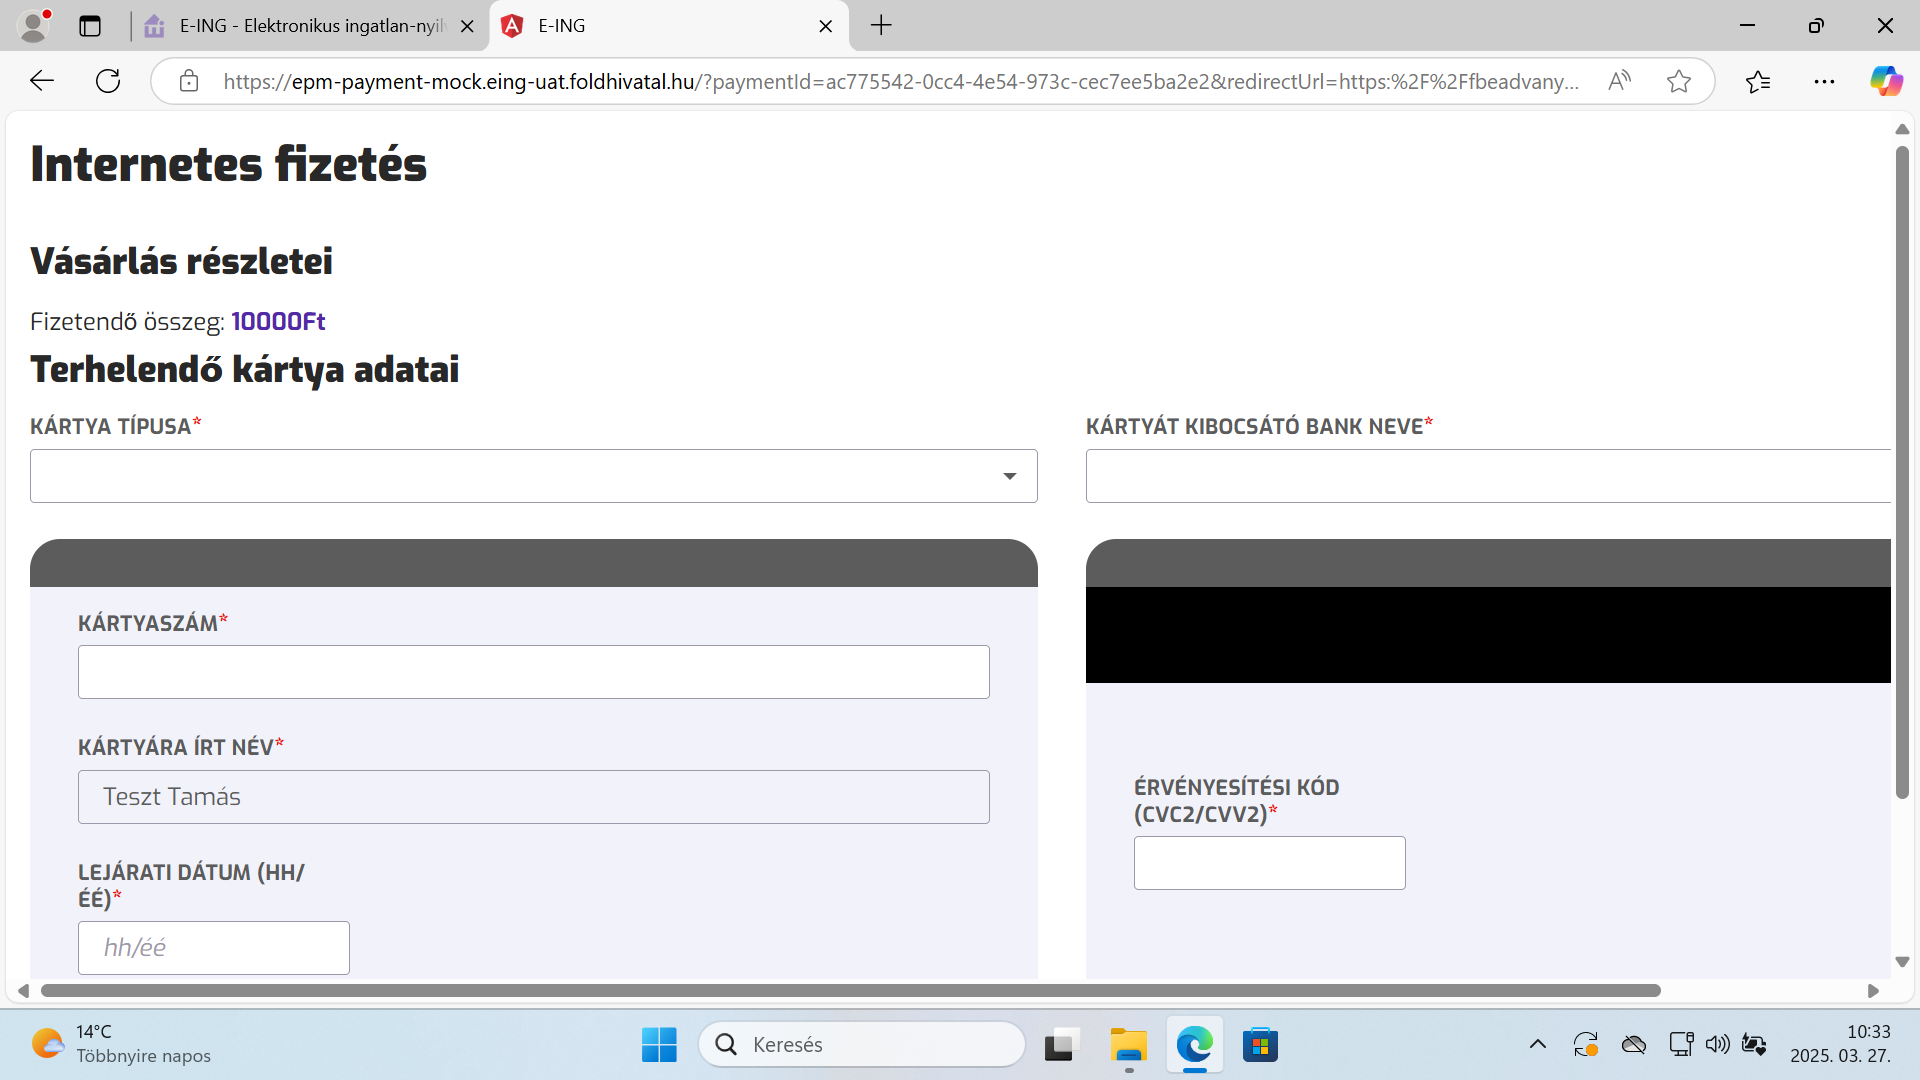 E-ING - Elektronikus ingatlan-nyil
E-ING
https://epm-payment-mock.eing-uat.foldhivatal.hu/?paymentId=ac775542-0cc4-4e54-973c-cec7ee5ba2e2&redirectUrl=https:%2F%2Ffbeadvany...
Internetes fizetés
Vásárlás részletei
Fizetendő összeg: 10000Ft
Terhelendő kártya adatai
KÁRTYA TÍPUSA*
KÁRTYÁT KIBOCSÁTÓ BANK NEVE*
KÁRTYASZÁM*
KÁRTYÁRA ÍRT NÉV*
Teszt Tamás
LEJÁRATI DÁTUM (HH/
ÉÉ)*
hh/éé
ÉRVÉNYESÍTÉSI KÓD
(CVC2/CVV2)*
14°C
Többnyire napos
Keresés
10:33
2025. 03. 27.